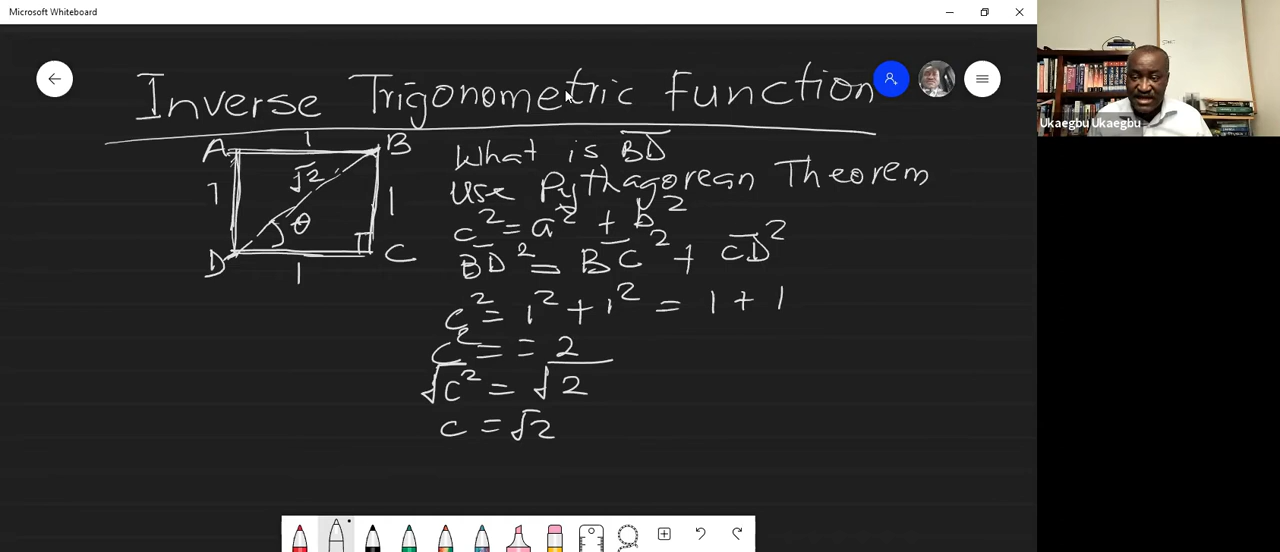 Microsoft Whiteboard
Inverse Trigonometric Function
Ukaegbu Ukaegbu
A 1 B
1 √2 1
θ
D 1 C
What is BD
Use Pythagorean Theorem
c² = a² + b²
BD² = BC² + CD²
c² = 1² + 1² = 1 + 1
c² = = 2
√c² = √2
c = √2